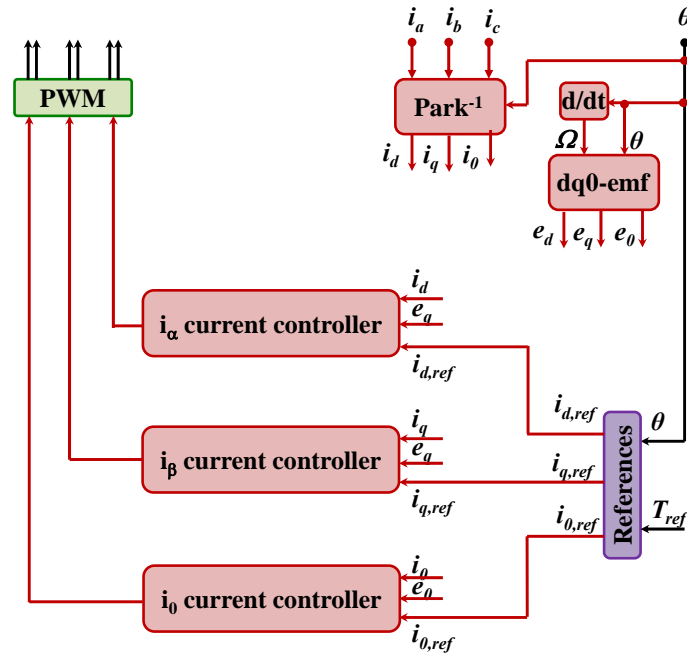 i_a i_b i_c θ
PWM
Park^-1
d/dt
Ω θ
i_d i_q i_0
dq0-emf
e_d e_q e_0
i_d
i_α current controller
e_q
i_d,ref
i_d,ref
i_q
i_β current controller
e_q
i_q,ref
i_q,ref
i_0,ref
θ
References
T_ref
i_0
i_0 current controller
e_0
i_0,ref